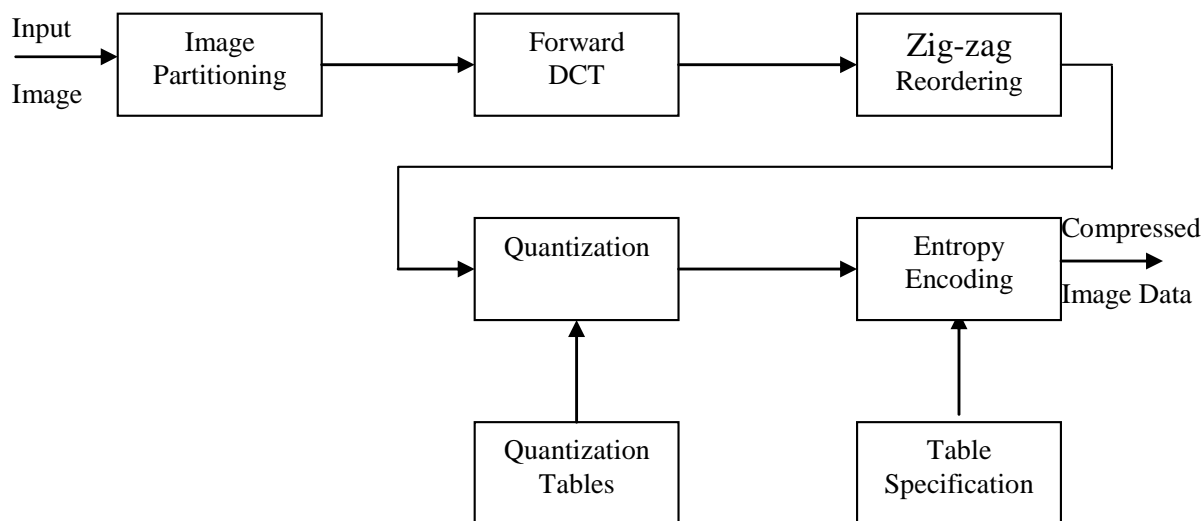 Input
Image
Image
Partitioning
Forward
DCT
Zig-zag
Reordering
Quantization
Entropy
Encoding
Compressed
Image Data
Quantization
Tables
Table
Specification